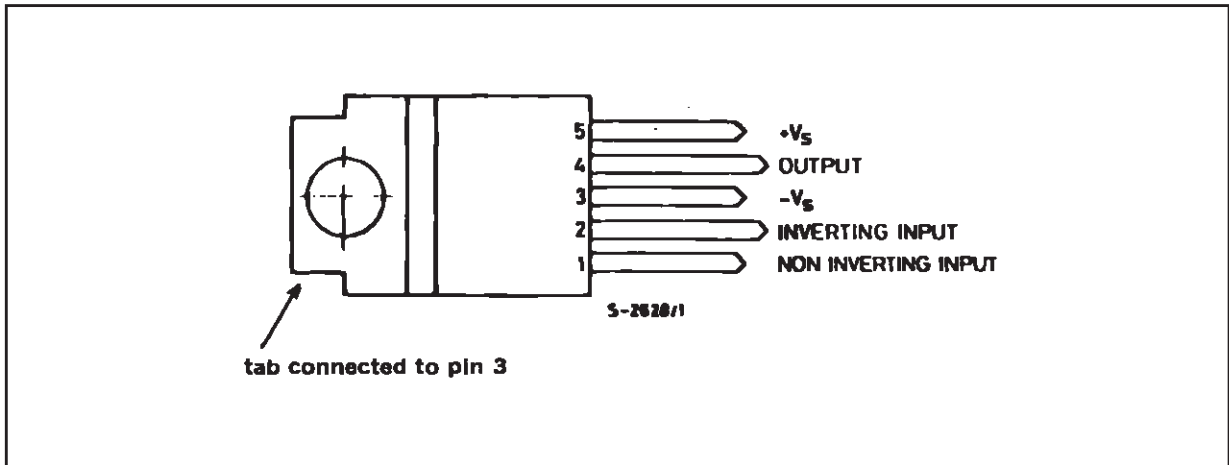 5 +Vs
4 OUTPUT
3 -Vs
2 INVERTING INPUT
1 NON INVERTING INPUT
S-2628/1
tab connected to pin 3